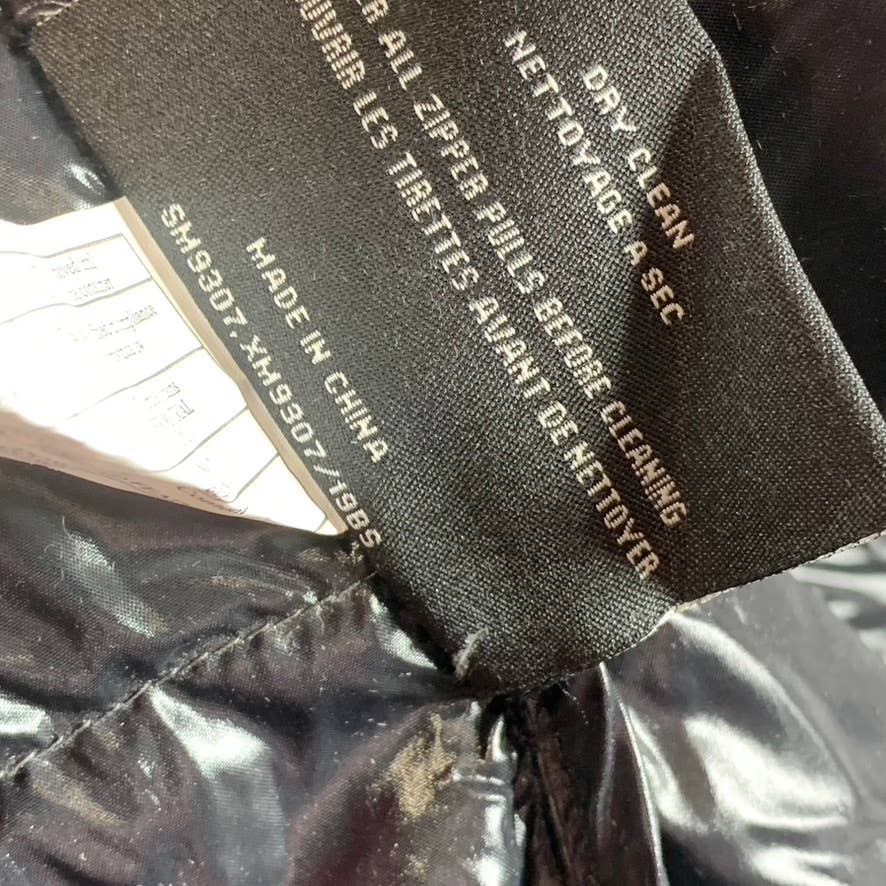 DRY CLEAN
NETTOYAGE A SEC
ER ALL ZIPPER PULLS BEFORE CLEANING
OUVRIR LES TIRETTES AVANT DE NETTOYER
MADE IN CHINA
SM9307,XM9307/19BS